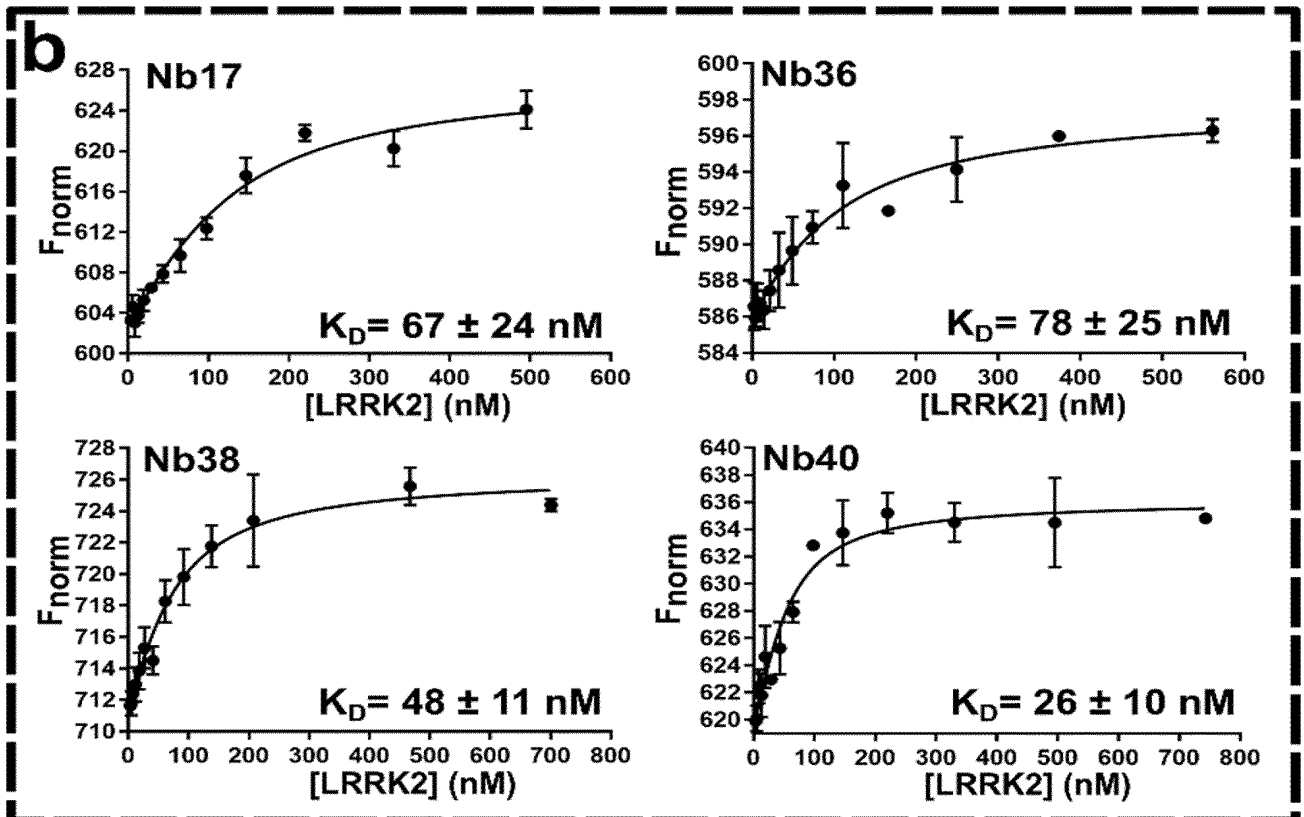 b
Nb17
628
624
620
616
612
608
604
600
Fnorm
KD= 67 ± 24 nM
0 100 200 300 400 500 600
[LRRK2] (nM)
Nb36
600
598
596
594
592
590
588
586
584
Fnorm
KD= 78 ± 25 nM
0 100 200 300 400 500 600
[LRRK2] (nM)
Nb38
728
726
724
722
720
718
716
714
712
710
Fnorm
KD= 48 ± 11 nM
0 100 200 300 400 500 600 700 800
[LRRK2] (nM)
Nb40
640
638
636
634
632
630
628
626
624
622
620
Fnorm
KD= 26 ± 10 nM
0 100 200 300 400 500 600 700 800
[LRRK2] (nM)